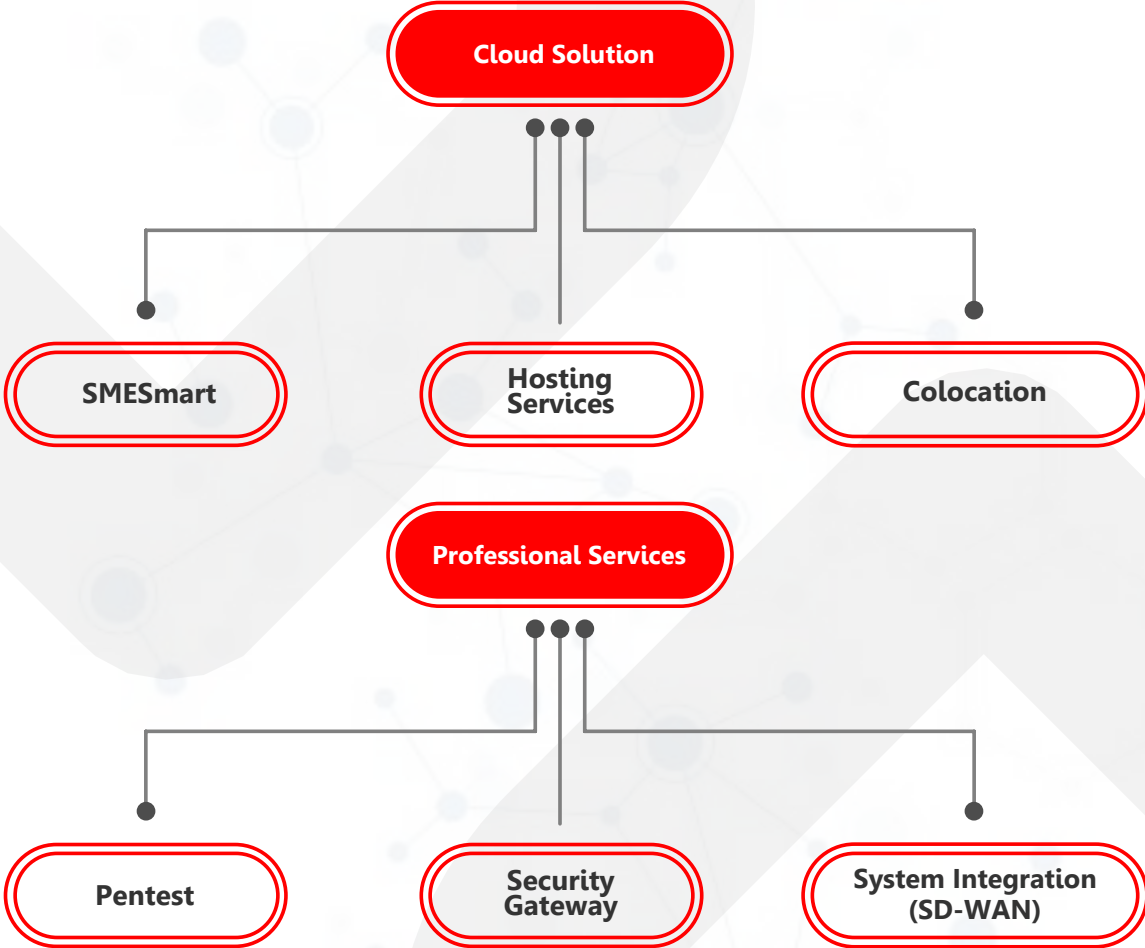 Cloud Solution
SMESmart
Hosting
Services
Colocation
Professional Services
Pentest
Security
Gateway
System Integration
(SD-WAN)